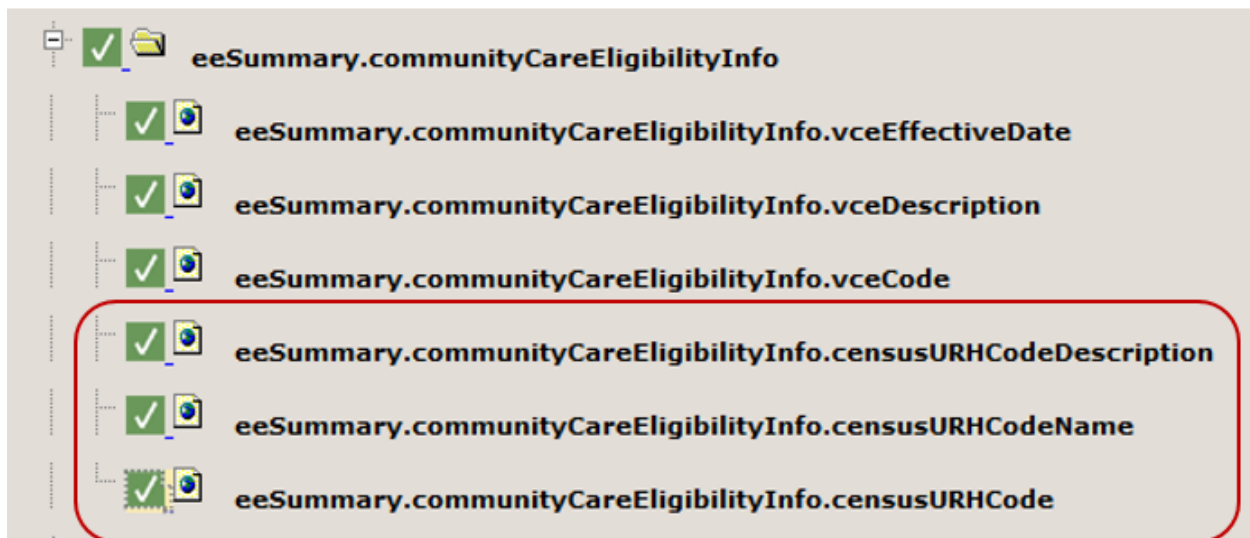 eeSummary.communityCareEligibilityInfo
eeSummary.communityCareEligibilityInfo.vceEffectiveDate
eeSummary.communityCareEligibilityInfo.vceDescription
eeSummary.communityCareEligibilityInfo.vceCode
eeSummary.communityCareEligibilityInfo.censusURHCodeDescription
eeSummary.communityCareEligibilityInfo.censusURHCodeName
eeSummary.communityCareEligibilityInfo.censusURHCode